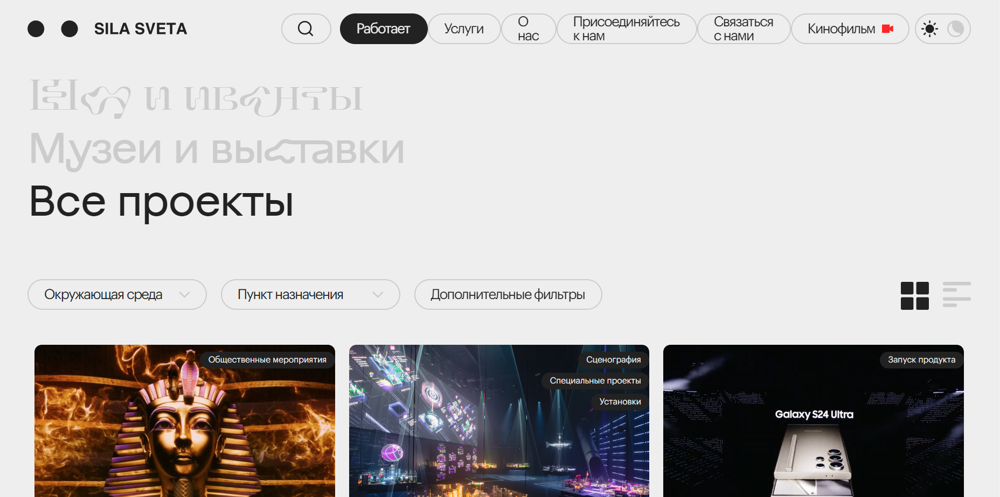 SILA SVETA
Работает
Услуги
О
нас
Присоединяйтесь
к нам
Связаться
с нами
Кинофильм
Шоу и ивенты
Музеи и выставки
Все проекты
Окружающая среда
Пункт назначения
Дополнительные фильтры
Общественные мероприятия
Сценография
Специальные проекты
Установки
Запуск продукта
Galaxy S24 Ultra